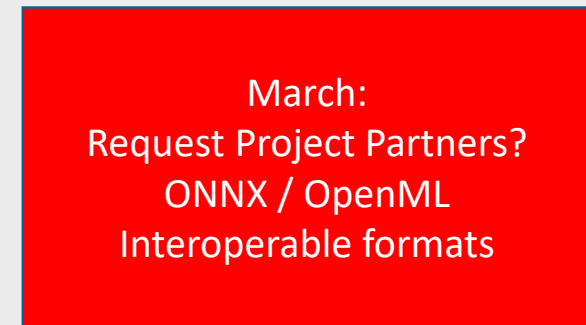 March:
Request Project Partners?
ONNX / OpenML
Interoperable formats